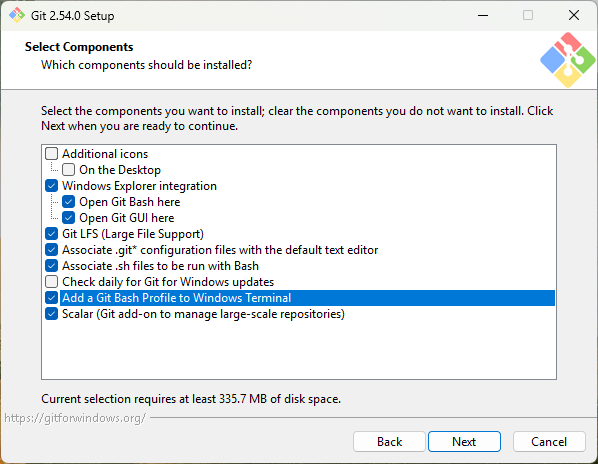 Git 2.54.0 Setup
Select Components
Which components should be installed?
Select the components you want to install; clear the components you do not want to install. Click
Next when you are ready to continue.
Additional icons
On the Desktop
Windows Explorer integration
Open Git Bash here
Open Git GUI here
Git LFS (Large File Support)
Associate .git* configuration files with the default text editor
Associate .sh files to be run with Bash
Check daily for Git for Windows updates
Add a Git Bash Profile to Windows Terminal
Scalar (Git add-on to manage large-scale repositories)
Current selection requires at least 335.7 MB of disk space.
https://gitforwindows.org/
Back
Next
Cancel